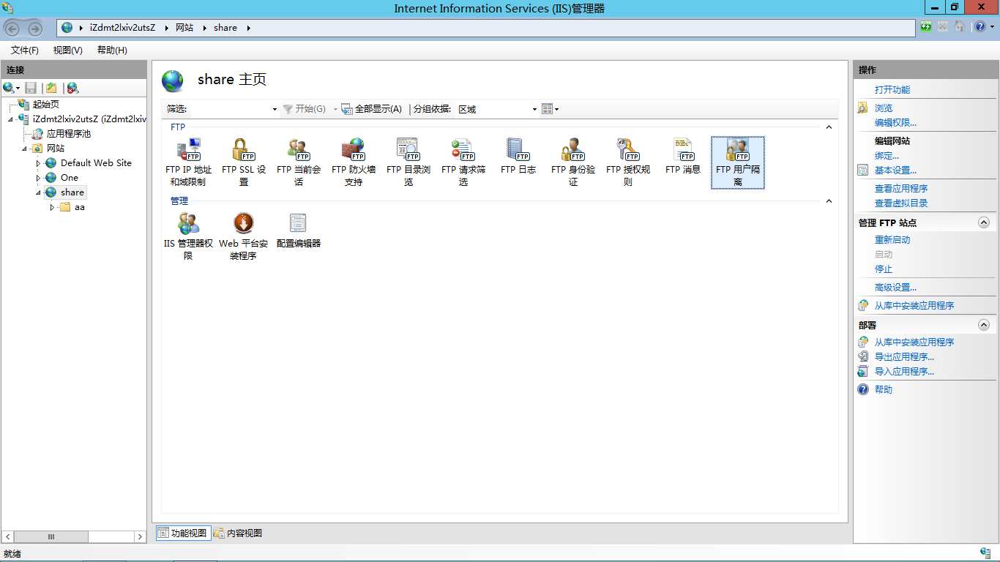 Internet Information Services (IIS)管理器
iZdmt2lxiv2utsZ
网站
share
文件(F)
视图(V)
帮助(H)
连接
起始页
iZdmt2lxiv2utsZ (iZdmt2lxiv
应用程序池
网站
Default Web Site
One
share
aa
share 主页
筛选:
开始(G)
全部显示(A)
分组依据:
区域
FTP
FTP IP 地址
和域限制
FTP SSL 设
置
FTP 当前会
话
FTP 防火墙
支持
FTP 目录浏
览
FTP 请求筛
选
FTP 日志
FTP 身份验
证
FTP 授权规
则
FTP 消息
FTP 用户隔
离
管理
IIS 管理器权
限
Web 平台安
装程序
配置编辑器
功能视图
内容视图
操作
打开功能
浏览
编辑权限...
编辑网站
绑定...
基本设置...
查看应用程序
查看虚拟目录
管理 FTP 站点
重新启动
启动
停止
高级设置...
从库中安装应用程序
部署
从库中安装应用程序
导出应用程序...
导入应用程序...
帮助
就绪